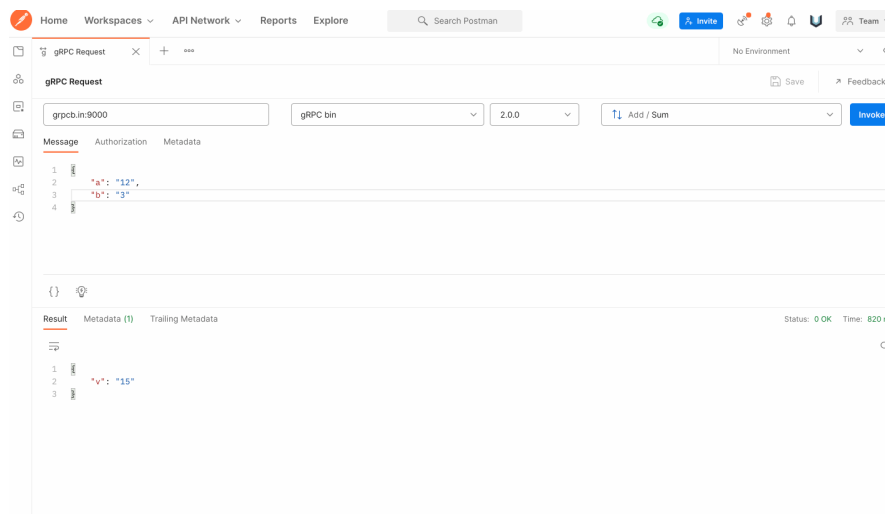 Home Workspaces API Network Reports Explore Search Postman Invite Team
gRPC Request No Environment
gRPC Request Save Feedback
grpcb.in:9000 gRPC bin 2.0.0 Add / Sum Invoke
Message Authorization Metadata
1
2 "a": "12",
3 "b": "3"
4
{}
Result Metadata (1) Trailing Metadata Status: 0 OK Time: 820
1
2 "v": "15"
3